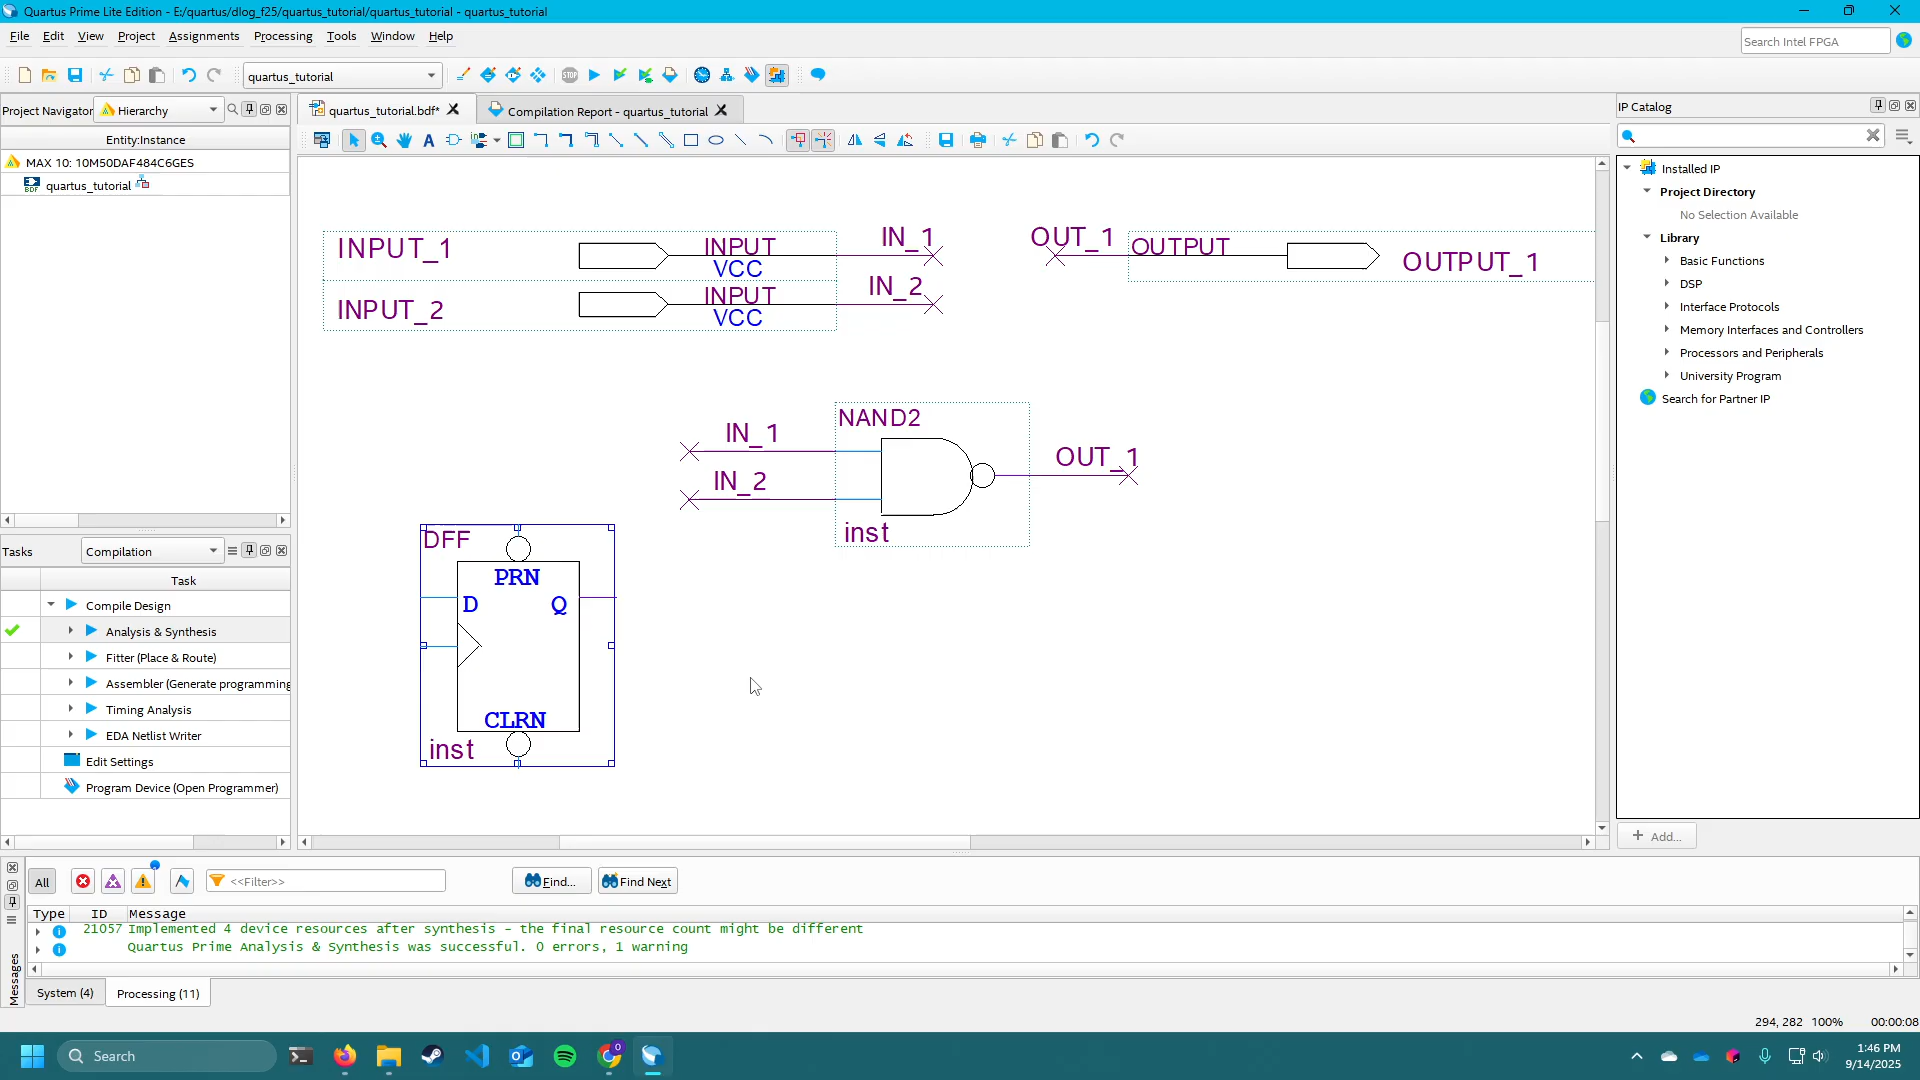 Quartus Prime Lite Edition - E:/quartus/dlog_f25/quartus_tutorial/quartus_tutorial - quartus_tutorial
File Edit View Project Assignments Processing Tools Window Help
Search Intel FPGA
quartus_tutorial
STOP
Project Navigator Hierarchy
quartus_tutorial.bdf*
Compilation Report - quartus_tutorial
IP Catalog
Entity:Instance
MAX 10: 10M50DAF484C6GES
BDF quartus_tutorial
Installed IP
Project Directory
No Selection Available
Library
Basic Functions
DSP
Interface Protocols
Memory Interfaces and Controllers
Processors and Peripherals
University Program
Search for Partner IP
Add...
INPUT_1
INPUT
VCC
IN_1
INPUT_2
INPUT
VCC
IN_2
OUT_1
OUTPUT
OUTPUT_1
NAND2
IN_1
IN_2
OUT_1
inst
DFF
PRN
D Q
CLRN
inst
Tasks Compilation
Task
Compile Design
Analysis & Synthesis
Fitter (Place & Route)
Assembler (Generate programming
Timing Analysis
EDA Netlist Writer
Edit Settings
Program Device (Open Programmer)
All
<<Filter>>
Find...
Find Next
Type ID Message
21057 Implemented 4 device resources after synthesis - the final resource count might be different
Quartus Prime Analysis & Synthesis was successful. 0 errors, 1 warning
Messages
System (4) Processing (11)
294, 282 100% 00:00:08
Search
0
1:46 PM
9/14/2025